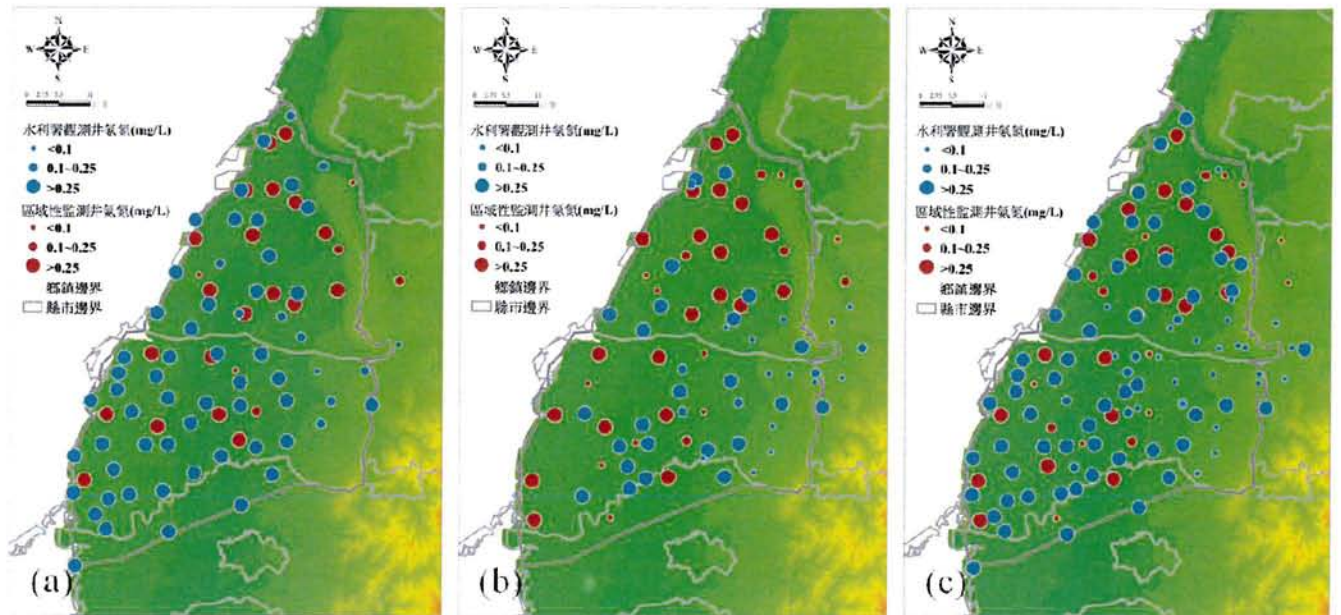 N
W E
S
水利署觀測井氨氮(mg/L)
<0.1
0.1~0.25
>0.25
區域性監測井氨氮(mg/L)
<0.1
0.1~0.25
>0.25
鄉鎮邊界
縣市邊界
(a)
N
W E
S
水利署觀測井氨氮(mg/L)
<0.1
0.1~0.25
>0.25
區域性監測井氨氮(mg/L)
<0.1
0.1~0.25
>0.25
鄉鎮邊界
縣市邊界
(b)
N
W E
S
水利署觀測井氨氮(mg/L)
<0.1
0.1~0.25
>0.25
區域性監測井氨氮(mg/L)
<0.1
0.1~0.25
>0.25
鄉鎮邊界
縣市邊界
(c)